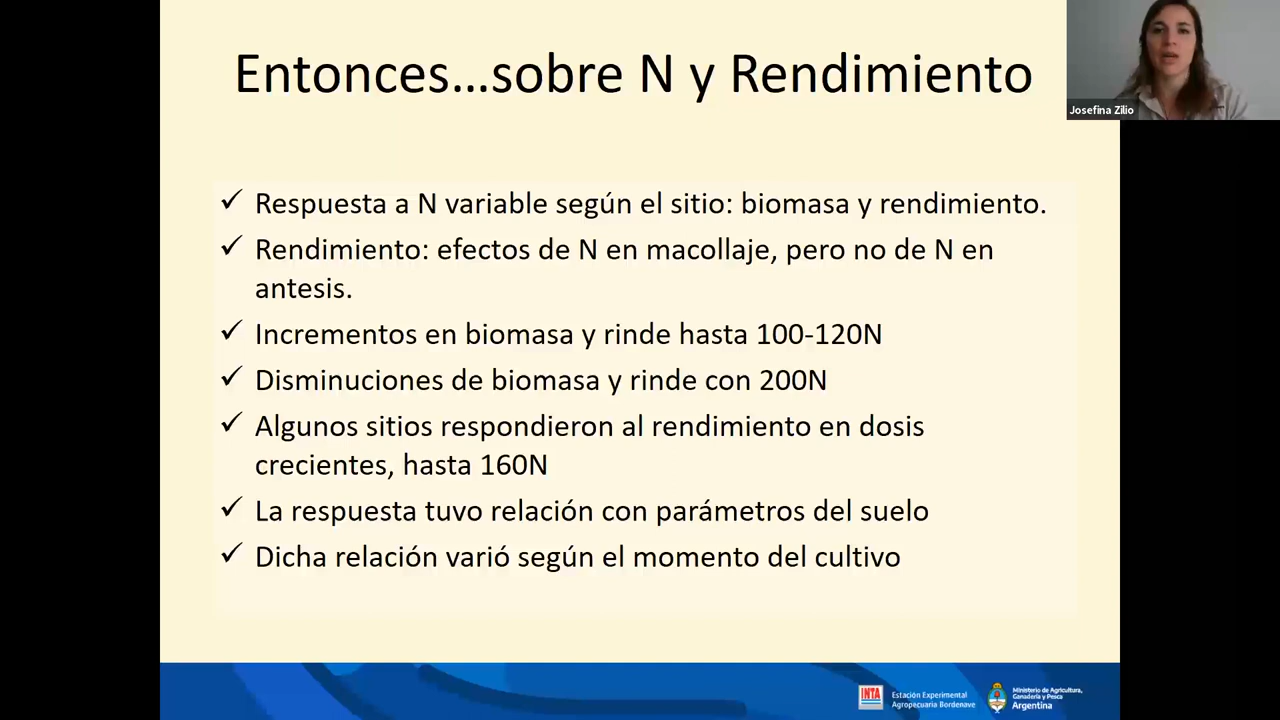 Entonces...sobre N y Rendimiento
Josefina Zilio
✓ Respuesta a N variable según el sitio: biomasa y rendimiento.
✓ Rendimiento: efectos de N en macollaje, pero no de N en
antesis.
✓ Incrementos en biomasa y rinde hasta 100-120N
✓ Disminuciones de biomasa y rinde con 200N
✓ Algunos sitios respondieron al rendimiento en dosis
crecientes, hasta 160N
✓ La respuesta tuvo relación con parámetros del suelo
✓ Dicha relación varió según el momento del cultivo
INTA
Estación Experimental
Agropecuaria Bordenave
Ministerio de Agricultura,
Ganadería y Pesca
Argentina